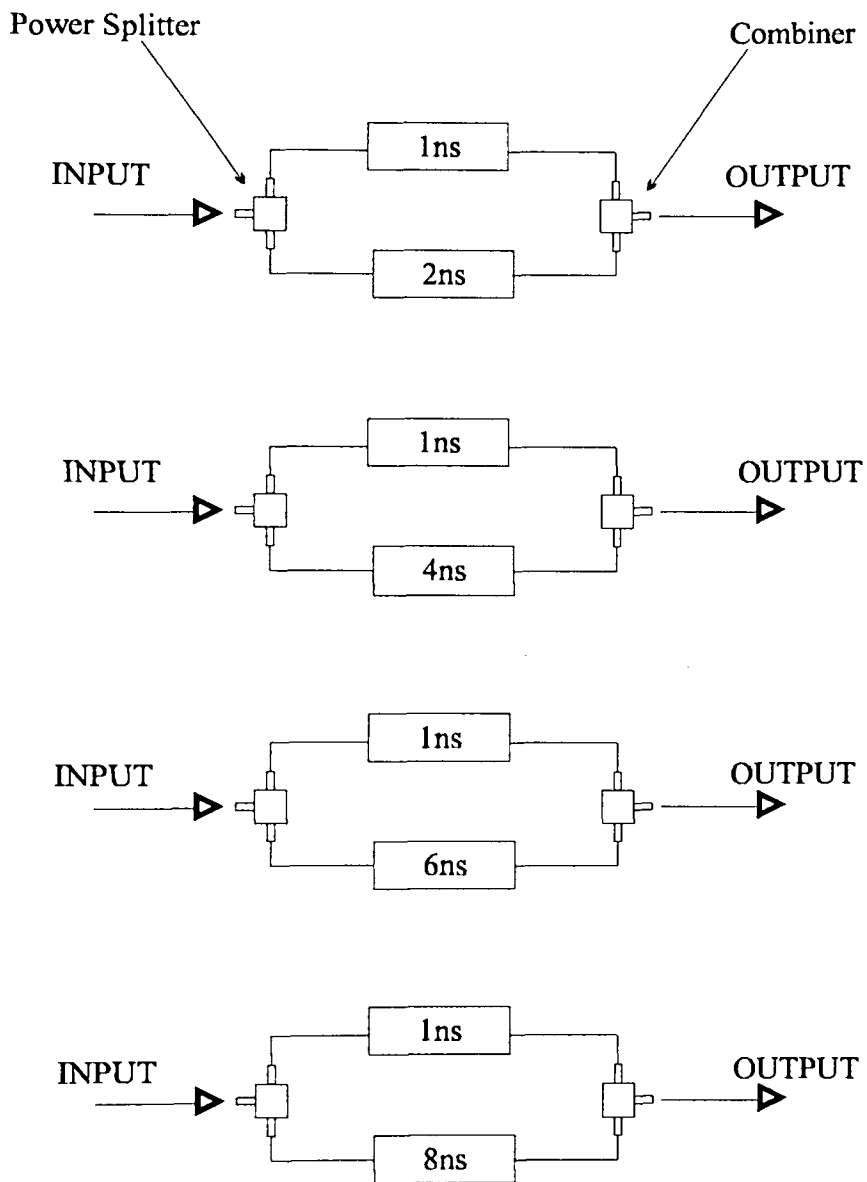 Power Splitter
Combiner
1ns
INPUT
OUTPUT
2ns
1ns
INPUT
OUTPUT
4ns
1ns
INPUT
OUTPUT
6ns
1ns
INPUT
OUTPUT
8ns